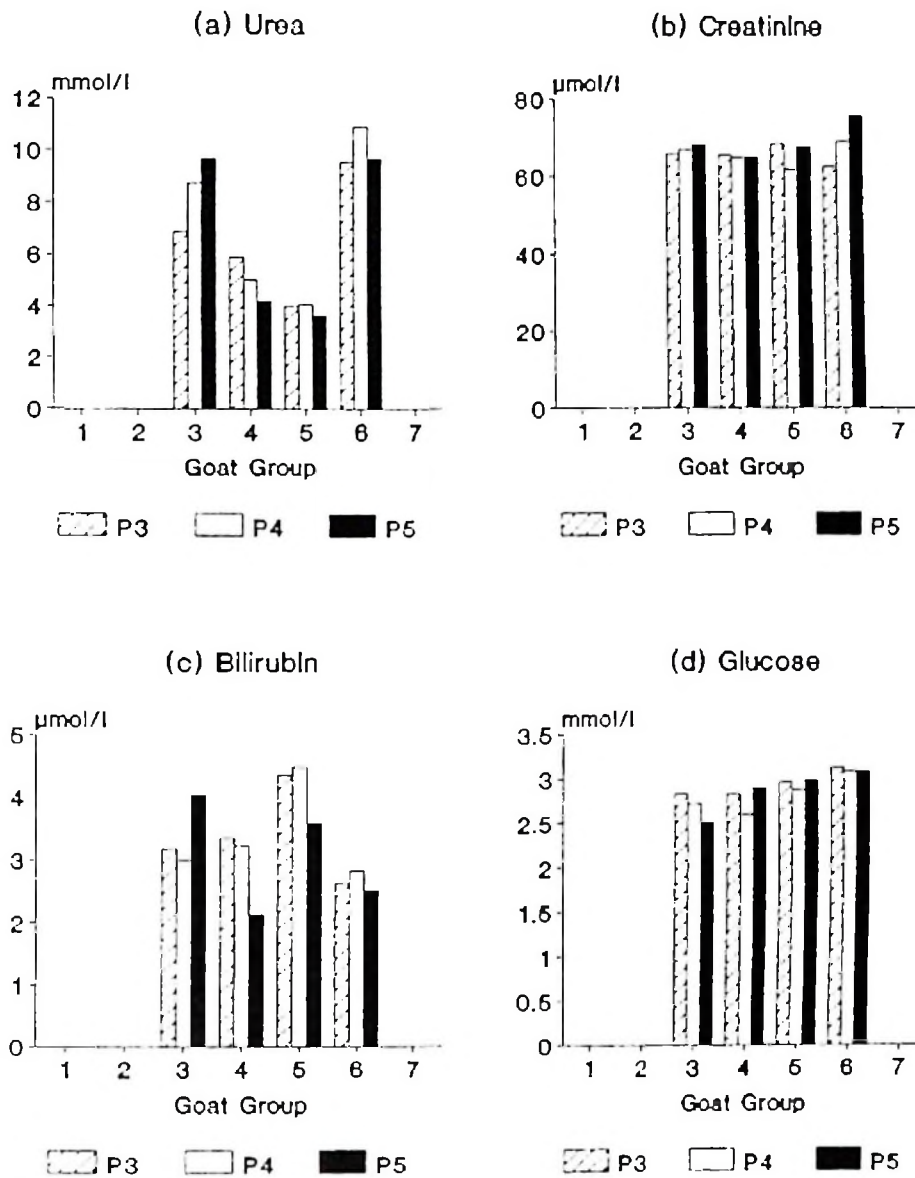 (a) Urea
mmol/l
12
10
8
6
4
2
0
1 2 3 4 5 6 7
Goat Group
P3 P4 P5
(b) Creatinine
µmol/l
80
60
40
20
0
1 2 3 4 5 6 7
Goat Group
P3 P4 P5
(c) Bilirubin
µmol/l
5
4
3
2
1
0
1 2 3 4 5 6 7
Goat Group
P3 P4 P5
(d) Glucose
mmol/l
3.5
3
2.5
2
1.5
1
0.5
0
1 2 3 4 5 6 7
Goat Group
P3 P4 P5